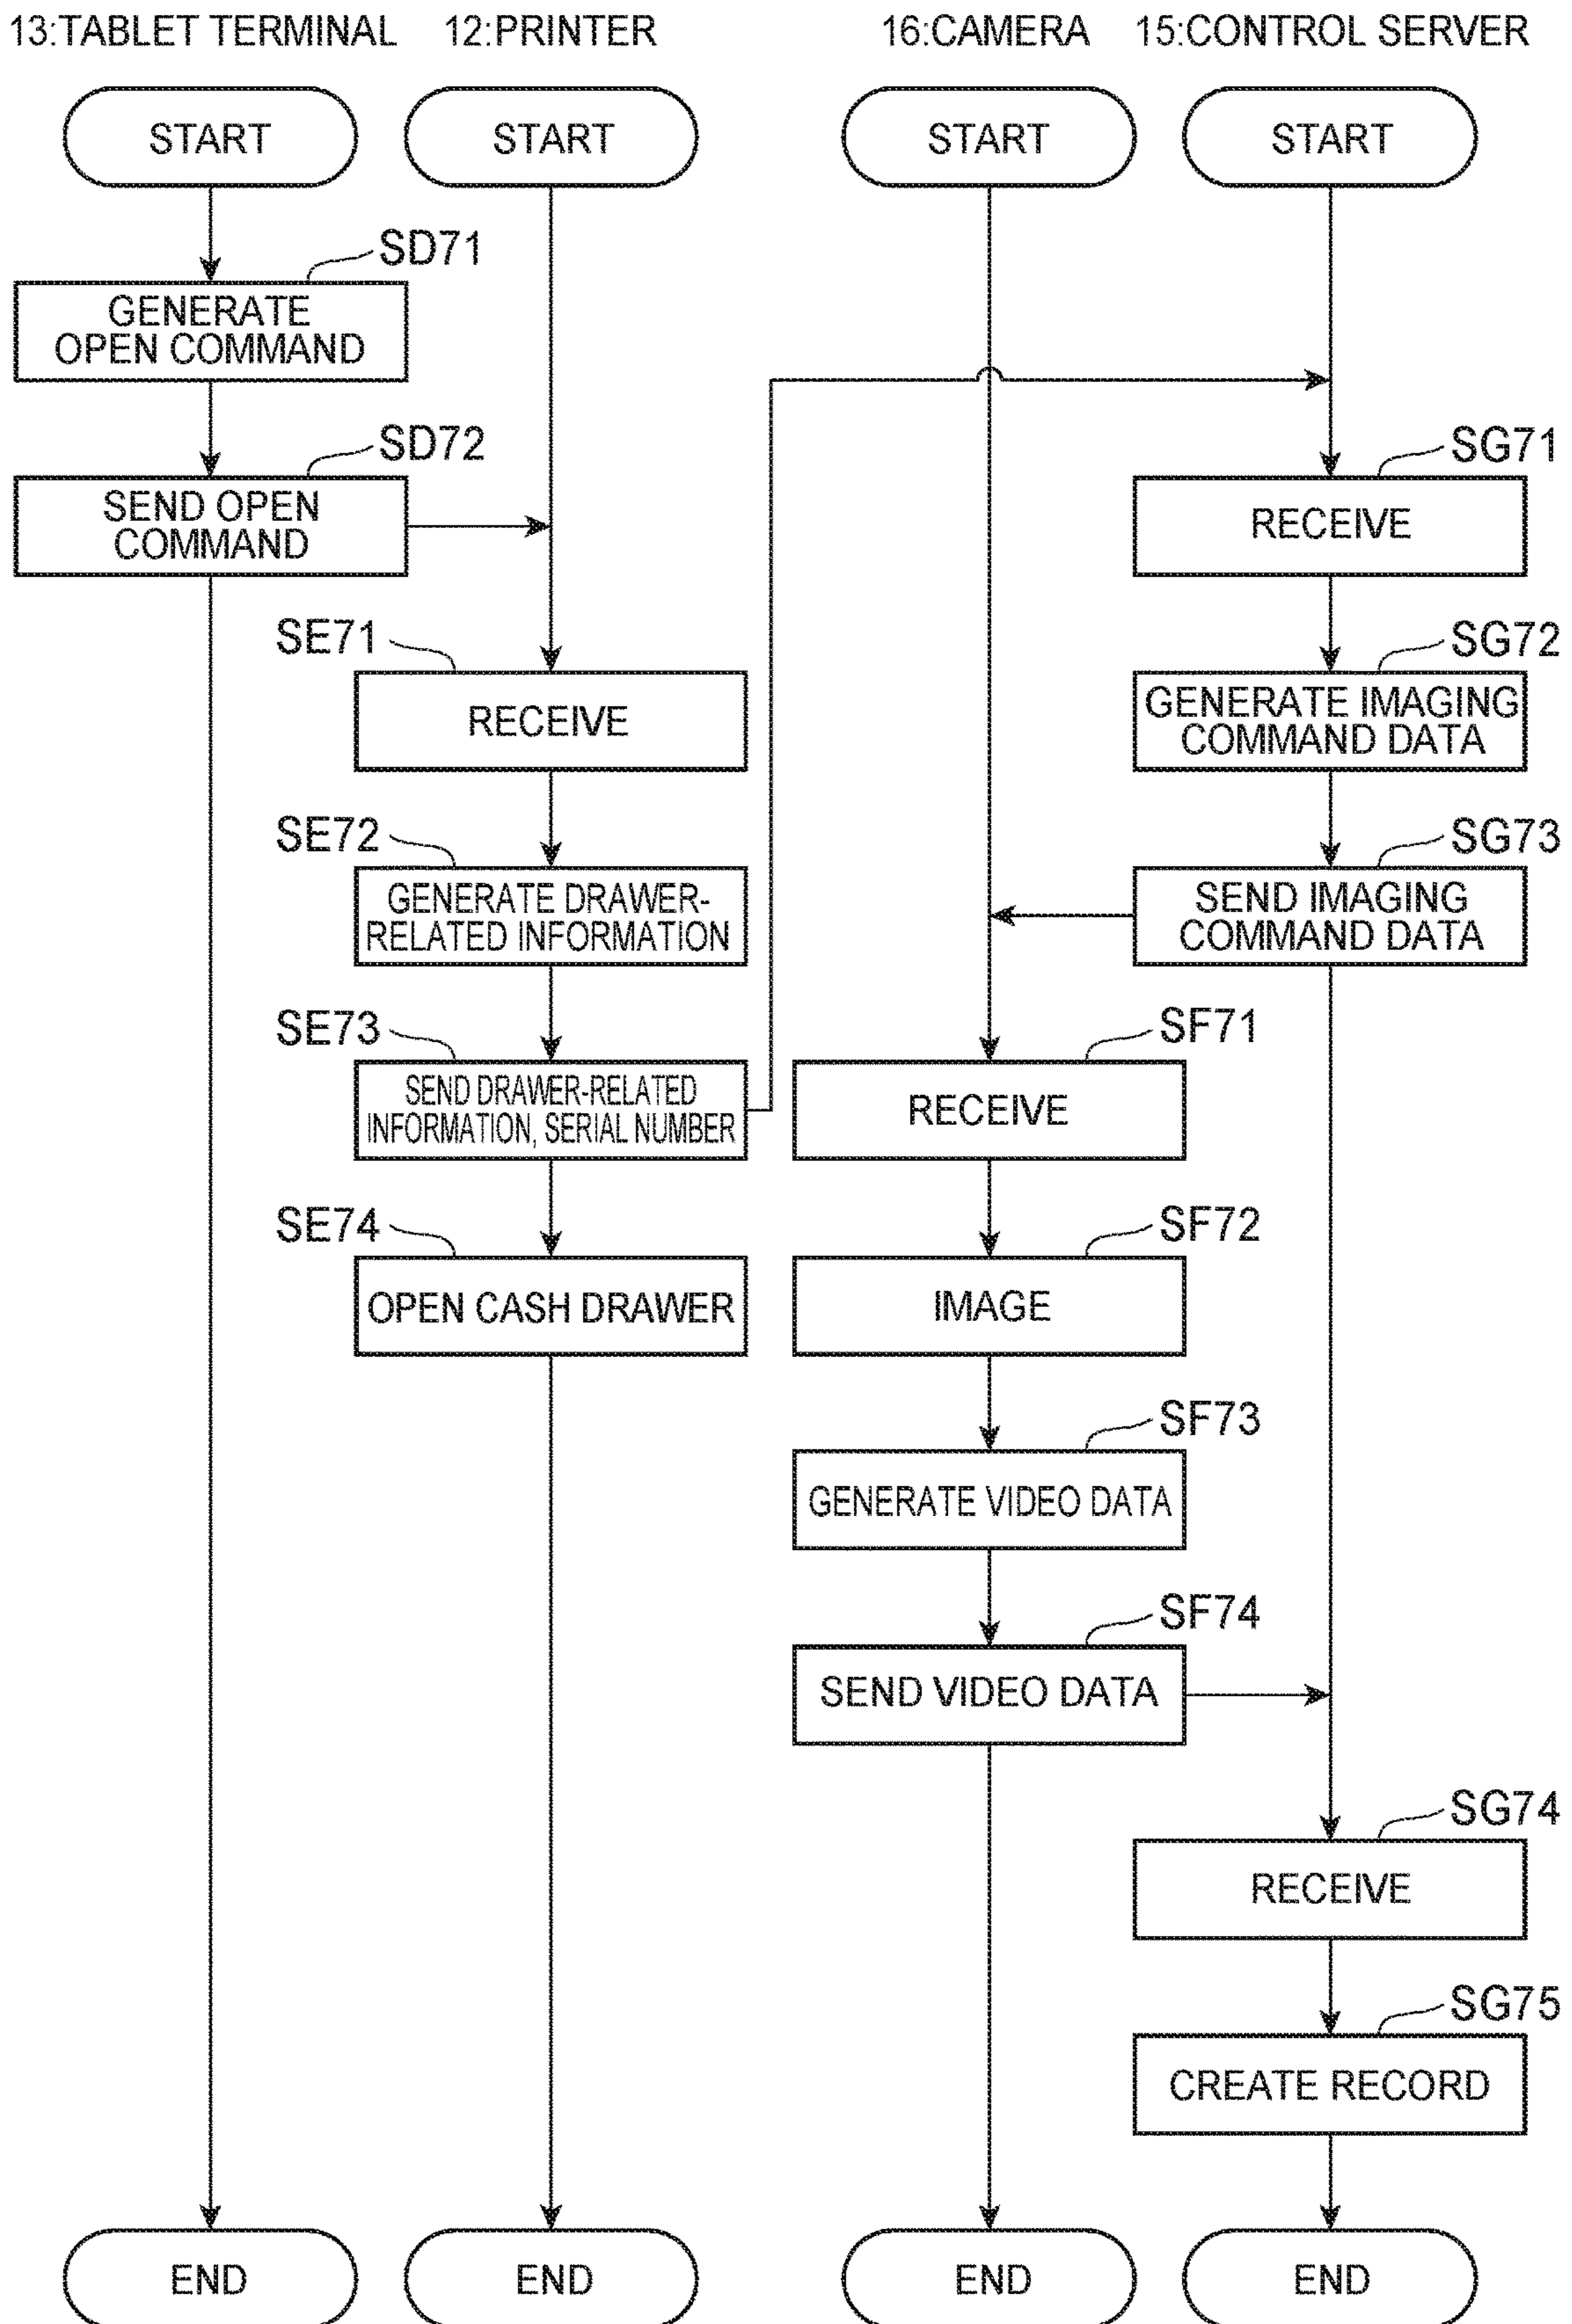 13:TABLET TERMINAL 12:PRINTER 16:CAMERA 15:CONTROL SERVER
START START START START
SD71
GENERATE
OPEN COMMAND
SD72
SEND OPEN
COMMAND
SG71
RECEIVE
SE71
RECEIVE
SG72
GENERATE IMAGING
COMMAND DATA
SE72
GENERATE DRAWER-
RELATED INFORMATION
SG73
SEND IMAGING
COMMAND DATA
SE73
SEND DRAWER-RELATED
INFORMATION, SERIAL NUMBER
SF71
RECEIVE
SE74
OPEN CASH DRAWER
SF72
IMAGE
SF73
GENERATE VIDEO DATA
SF74
SEND VIDEO DATA
SG74
RECEIVE
SG75
CREATE RECORD
END END END END